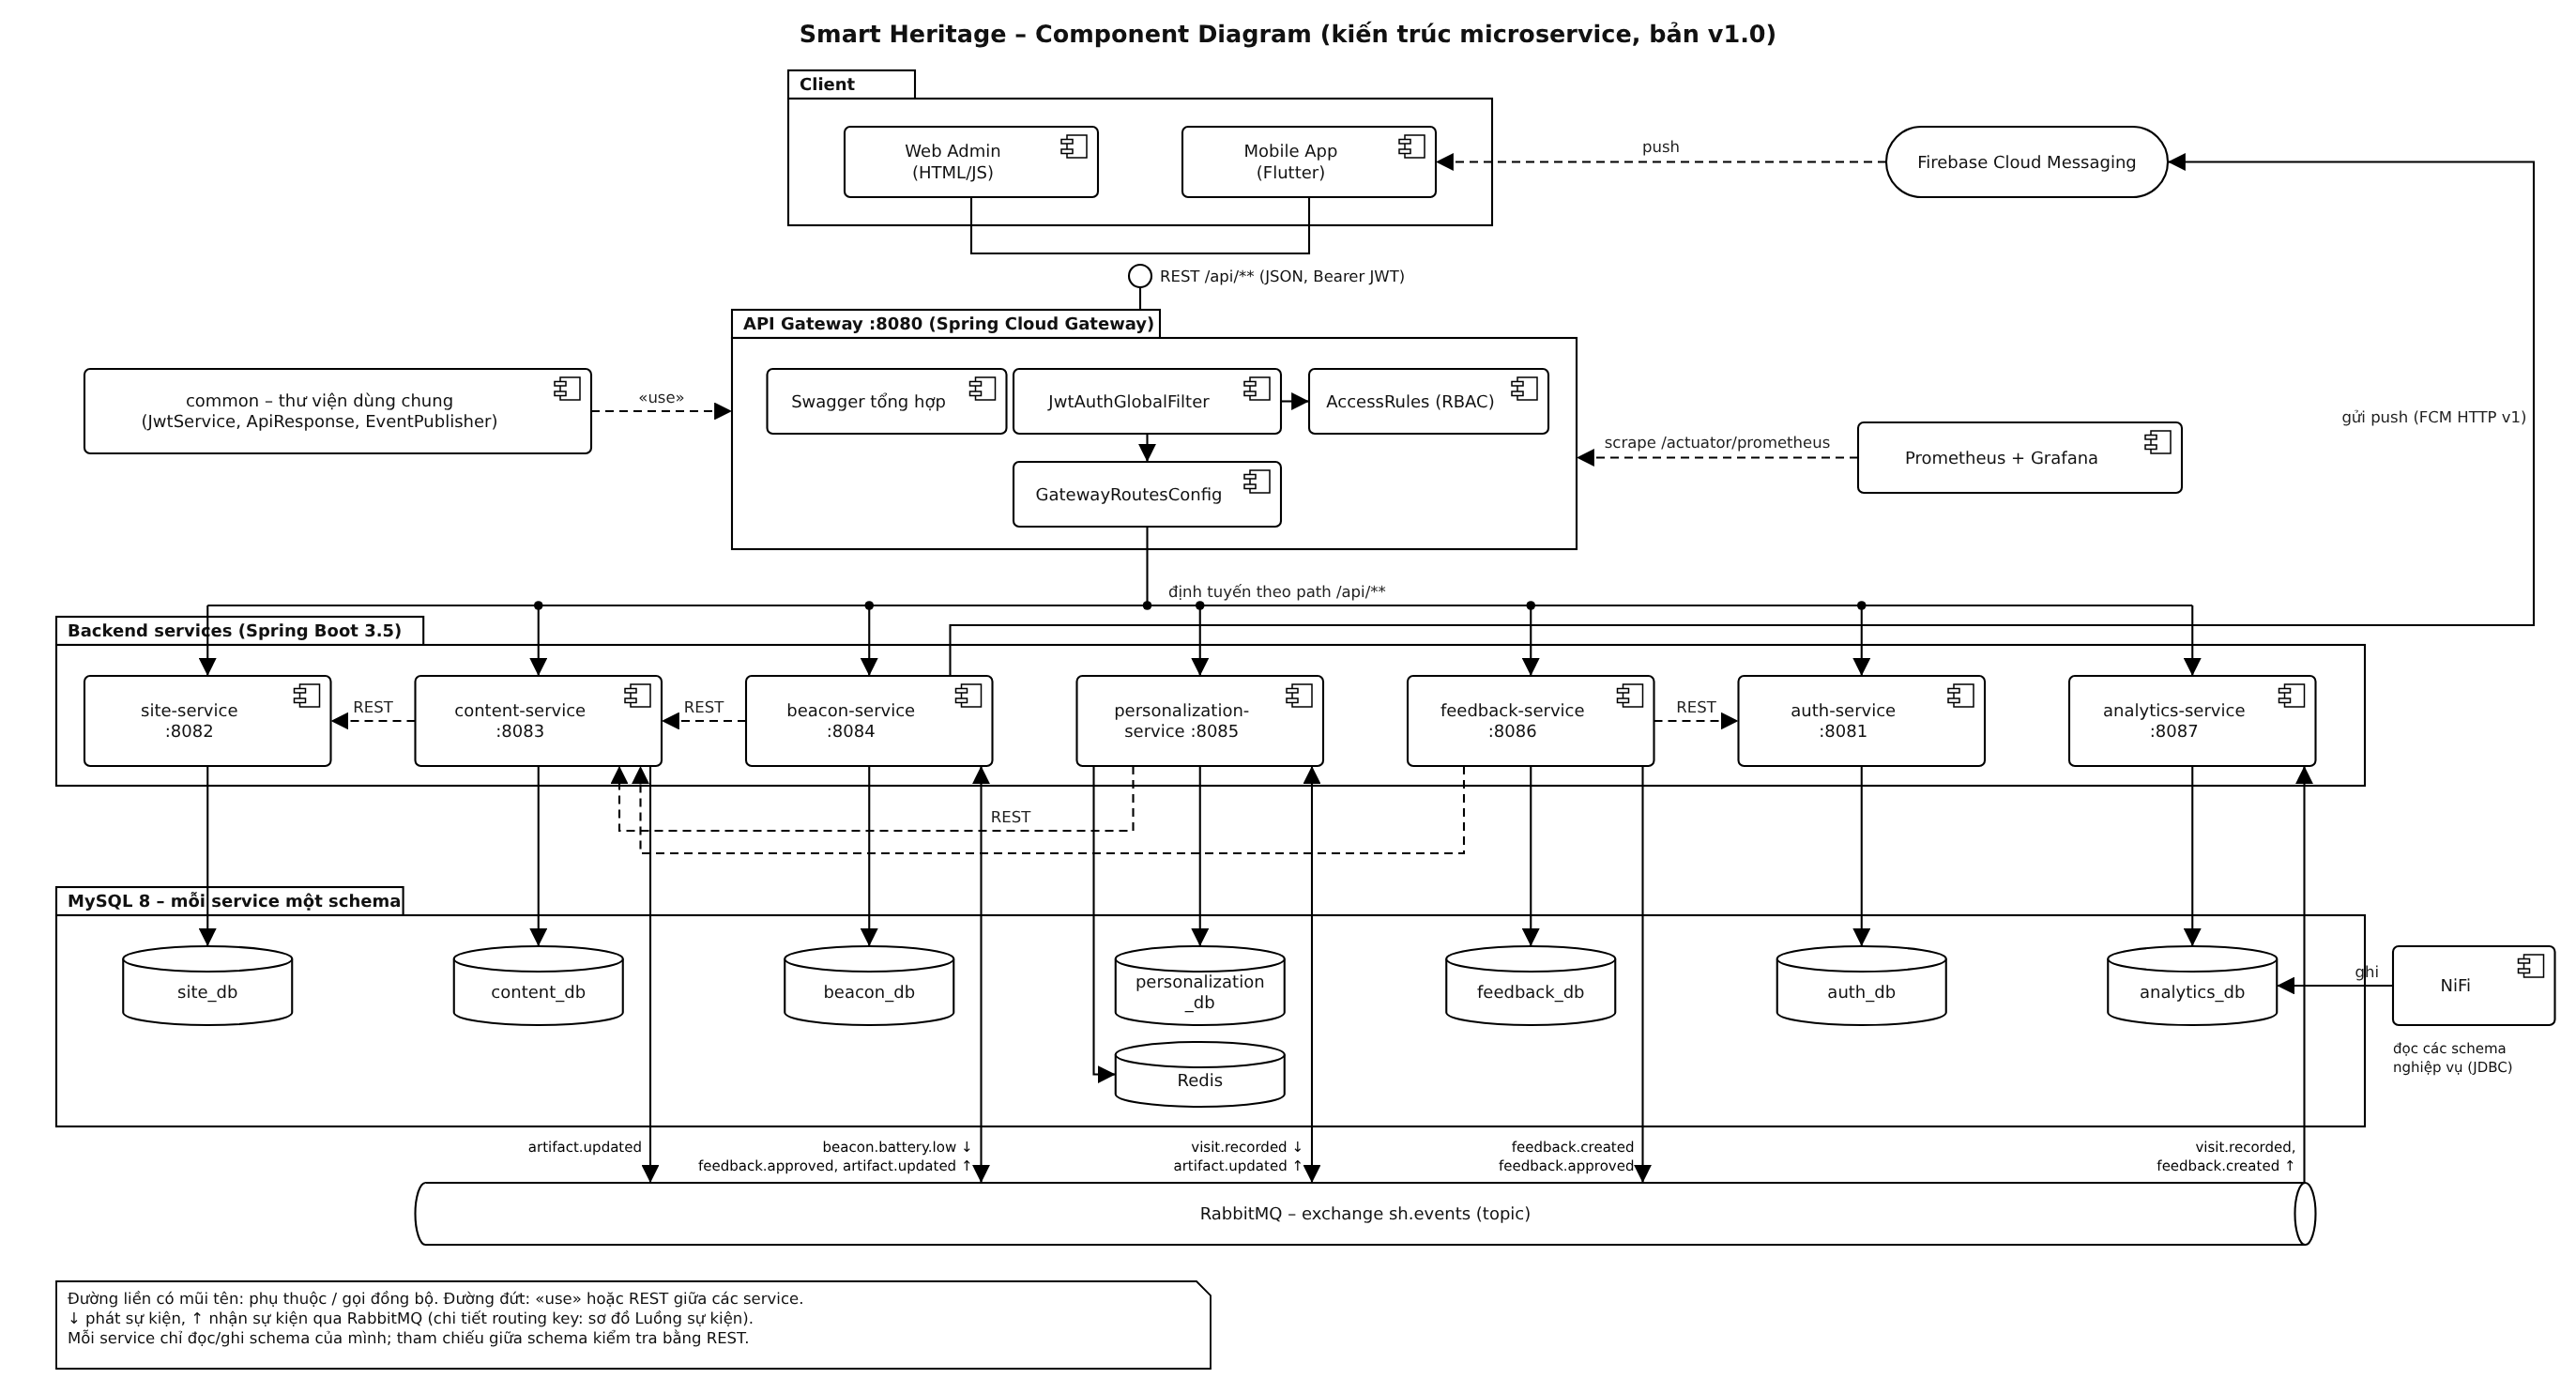 Smart Heritage – Component Diagram (kiến trúc microservice, bản v1.0)
Client
Web Admin
(HTML/JS)
Mobile App
(Flutter)
push
Firebase Cloud Messaging
REST /api/** (JSON, Bearer JWT)
API Gateway :8080 (Spring Cloud Gateway)
common – thư viện dùng chung
(JwtService, ApiResponse, EventPublisher)
«use»
Swagger tổng hợp
JwtAuthGlobalFilter
AccessRules (RBAC)
GatewayRoutesConfig
scrape /actuator/prometheus
Prometheus + Grafana
gửi push (FCM HTTP v1)
định tuyến theo path /api/**
Backend services (Spring Boot 3.5)
site-service
:8082
REST
content-service
:8083
REST
beacon-service
:8084
personalization-
service :8085
feedback-service
:8086
REST
auth-service
:8081
analytics-service
:8087
REST
MySQL 8 – mỗi service một schema
site_db
content_db
beacon_db
personalization
_db
feedback_db
auth_db
analytics_db
ghi
NiFi
Redis
đọc các schema
nghiệp vụ (JDBC)
artifact.updated
beacon.battery.low ↓
feedback.approved, artifact.updated ↑
visit.recorded ↓
artifact.updated ↑
feedback.created
feedback.approved
visit.recorded,
feedback.created ↑
RabbitMQ – exchange sh.events (topic)
Đường liền có mũi tên: phụ thuộc / gọi đồng bộ. Đường đứt: «use» hoặc REST giữa các service.
↓ phát sự kiện, ↑ nhận sự kiện qua RabbitMQ (chi tiết routing key: sơ đồ Luồng sự kiện).
Mỗi service chỉ đọc/ghi schema của mình; tham chiếu giữa schema kiểm tra bằng REST.